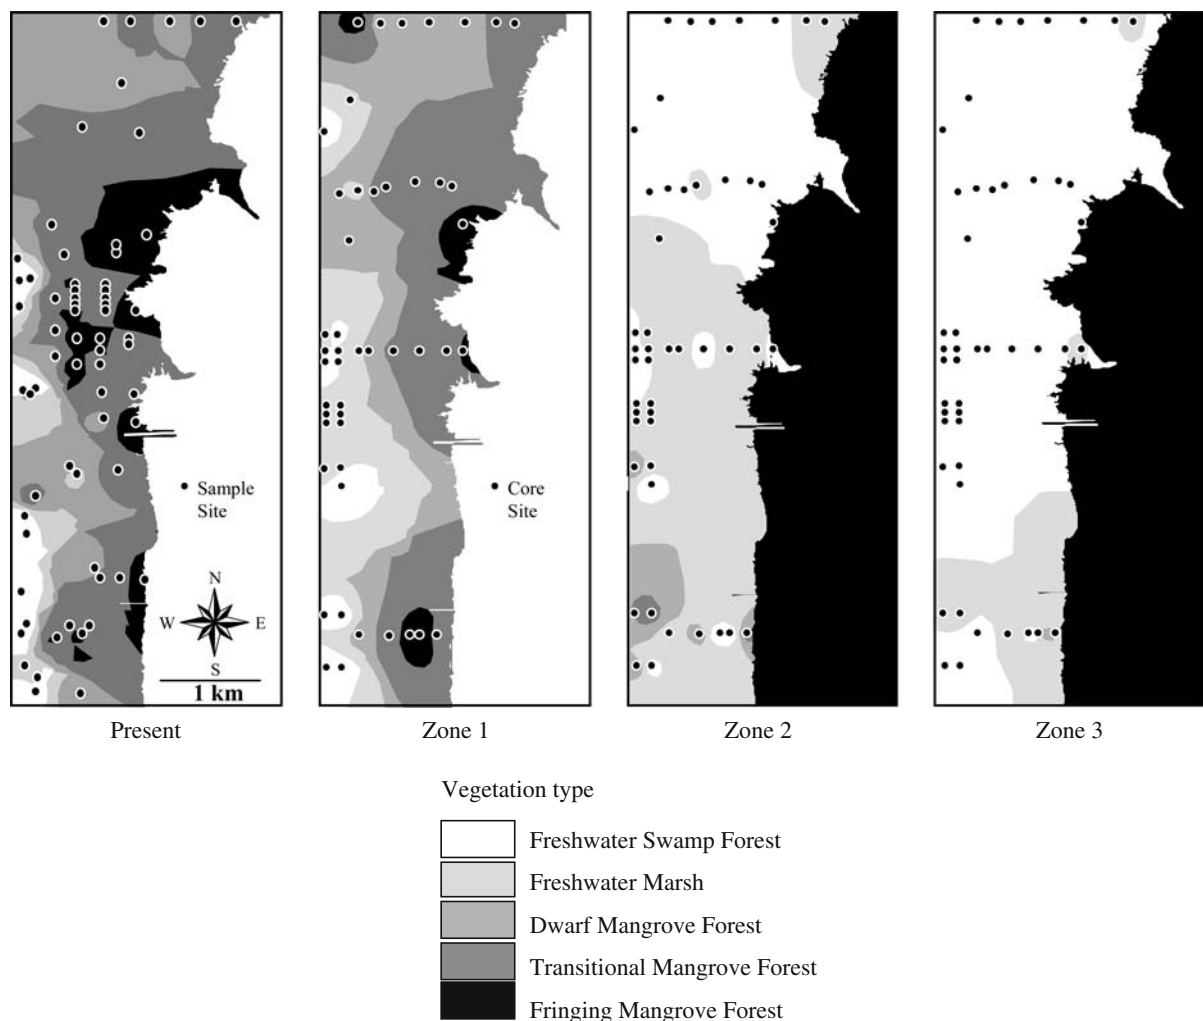 Sample
Site
Core
Site
N
W E
S
1 km
Present Zone 1 Zone 2 Zone 3
Vegetation type
Freshwater Swamp Forest
Freshwater Marsh
Dwarf Mangrove Forest
Transitional Mangrove Forest
Fringing Mangrove Forest